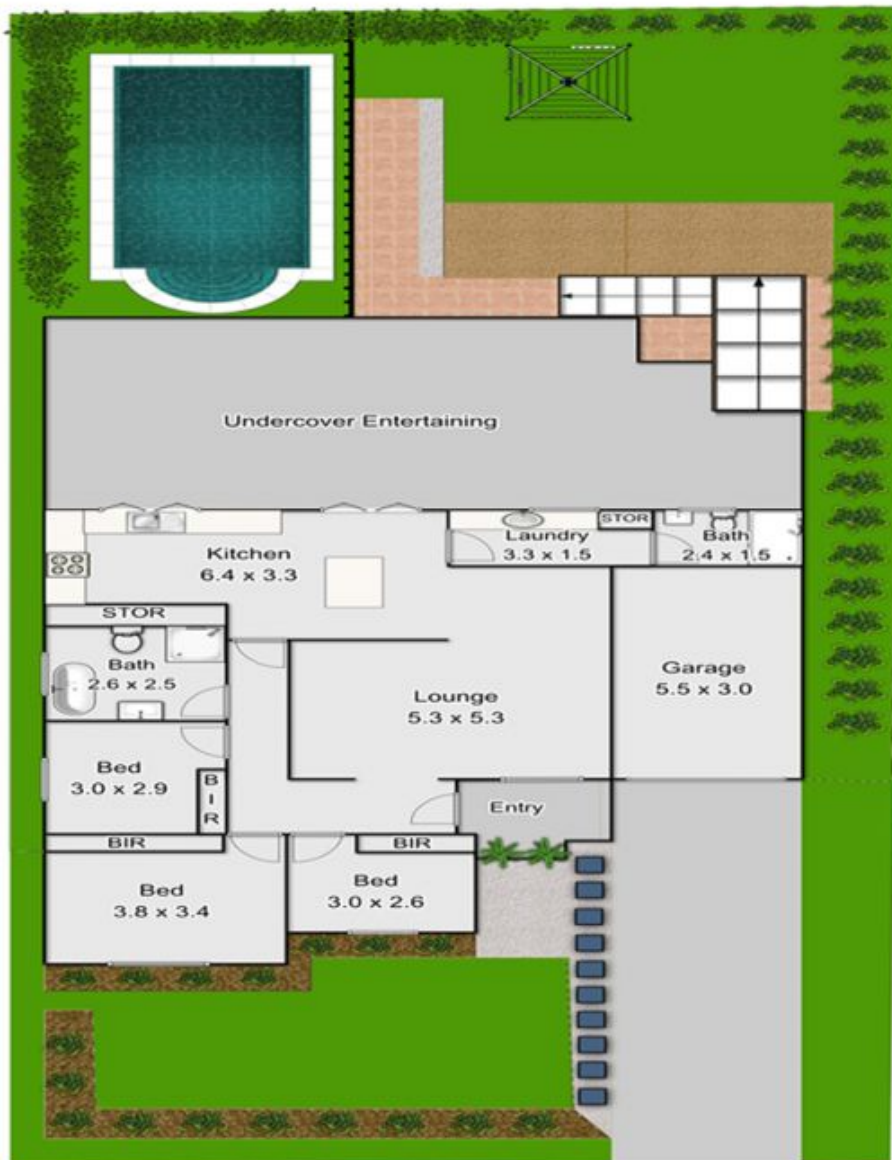 Undercover Entertaining
Kitchen
6.4 x 3.3
Laundry
3.3 x 1.5
STOR
Bath
2.4 x 1.5
STOR
Bath
2.6 x 2.5
Lounge
5.3 x 5.3
Garage
5.5 x 3.0
Bed
3.0 x 2.9
B
I
R
Entry
BIR
BIR
Bed
3.8 x 3.4
Bed
3.0 x 2.6